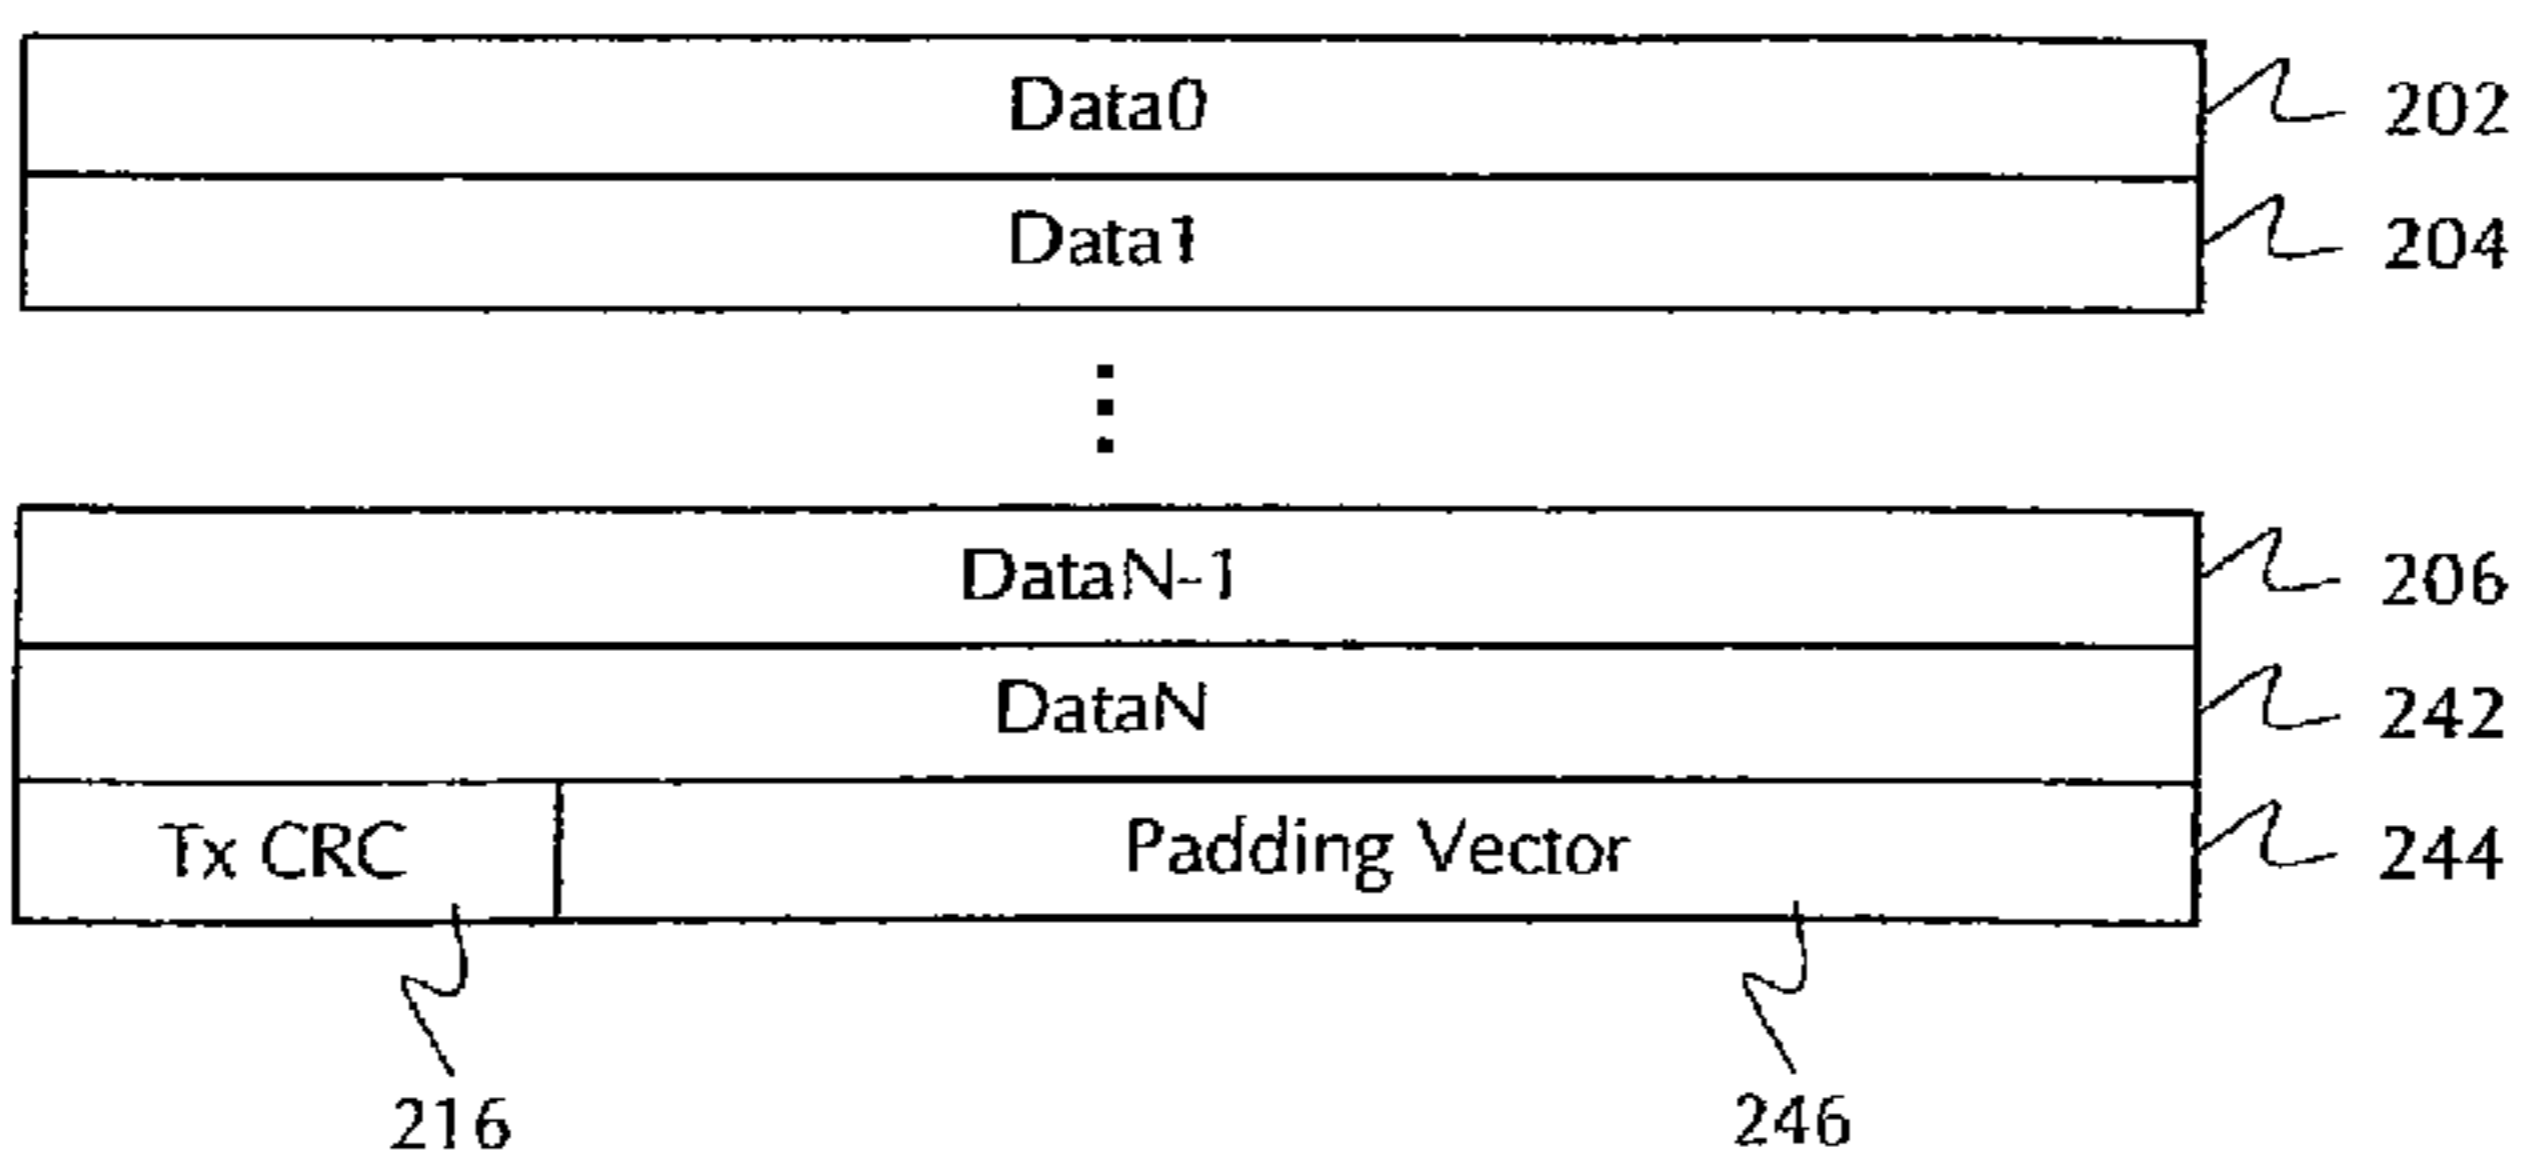 Data0 202
Data1 204
DataN-1 206
DataN 242
Tx CRC Padding Vector 244
216 246